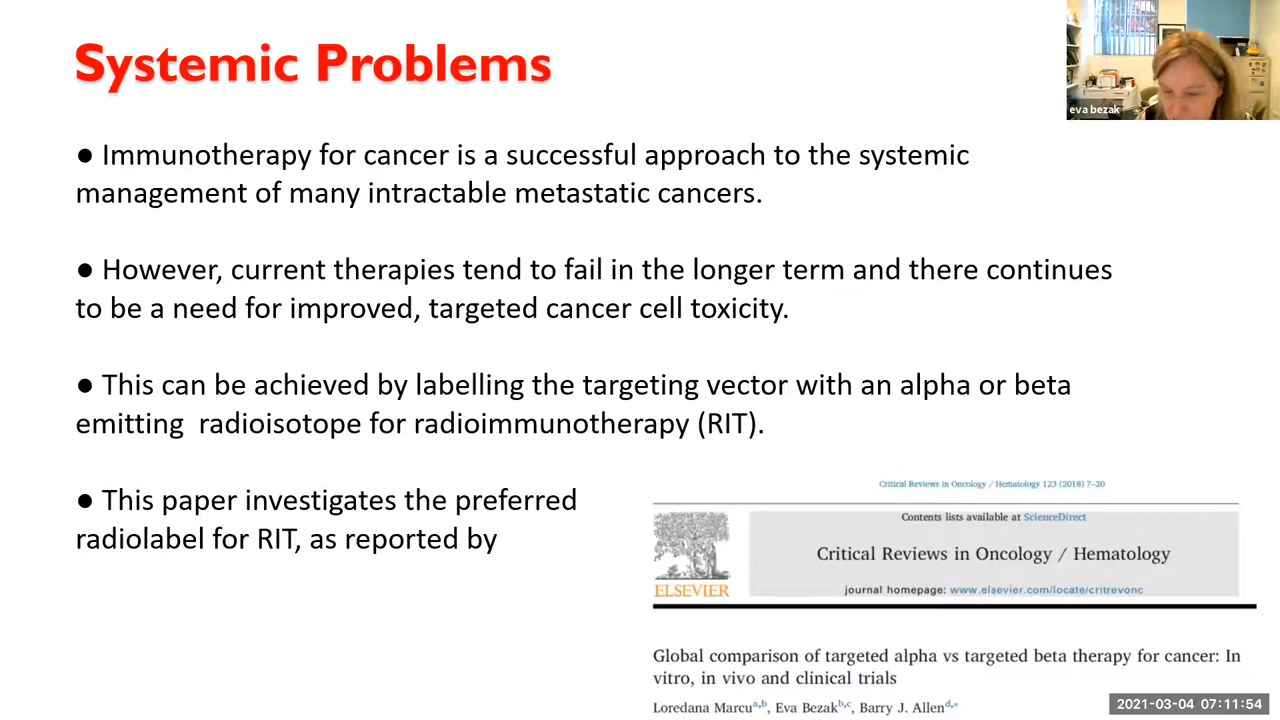 Systemic Problems
eva bezak
● Immunotherapy for cancer is a successful approach to the systemic
management of many intractable metastatic cancers.
● However, current therapies tend to fail in the longer term and there continues
to be a need for improved, targeted cancer cell toxicity.
● This can be achieved by labelling the targeting vector with an alpha or beta
emitting  radioisotope for radioimmunotherapy (RIT).
● This paper investigates the preferred
radiolabel for RIT, as reported by
Critical Reviews in Oncology / Hematology 123 (2018) 7–20
Contents lists available at ScienceDirect
Critical Reviews in Oncology / Hematology
ELSEVIER
journal homepage: www.elsevier.com/locate/critrevonc
Global comparison of targeted alpha vs targeted beta therapy for cancer: In
vitro, in vivo and clinical trials
Loredana Marcu a,b, Eva Bezak b,c, Barry J. Allen d,*
2021-03-04 07:11:54